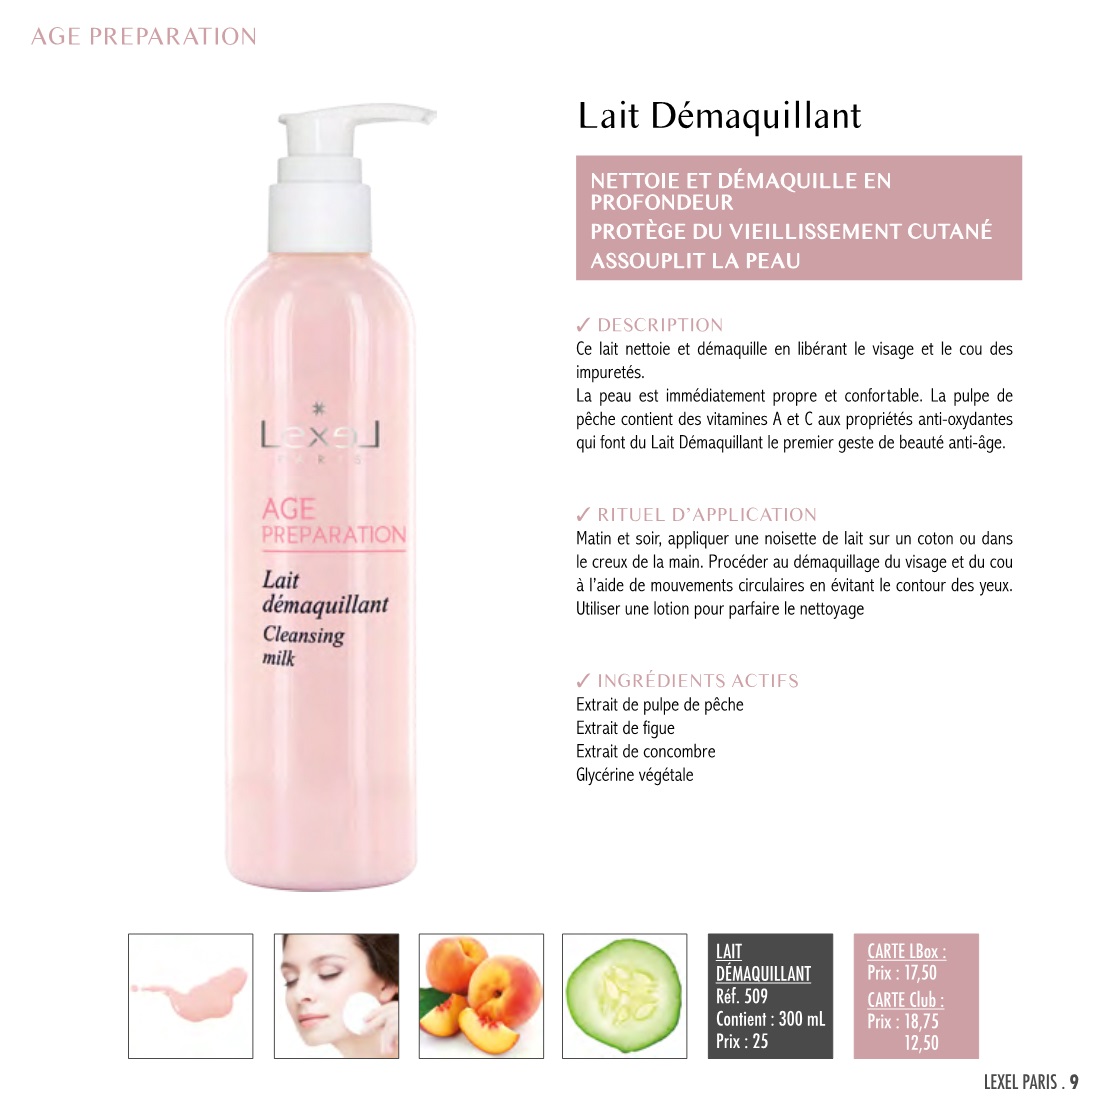 AGE PREPARATION
Lait Démaquillant
NETTOIE ET DÉMAQUILLE EN
PROFONDEUR
PROTÈGE DU VIEILLISSEMENT CUTANÉ
ASSOUPLIT LA PEAU
✓ DESCRIPTION
Ce lait nettoie et démaquille en libérant le visage et le cou des
impuretés.
La peau est immédiatement propre et confortable. La pulpe de
pêche contient des vitamines A et C aux propriétés anti-oxydantes
qui font du Lait Démaquillant le premier geste de beauté anti-âge.
✓ RITUEL D'APPLICATION
Matin et soir, appliquer une noisette de lait sur un coton ou dans
le creux de la main. Procéder au démaquillage du visage et du cou
à l'aide de mouvements circulaires en évitant le contour des yeux.
Utiliser une lotion pour parfaire le nettoyage
✓ INGRÉDIENTS ACTIFS
Extrait de pulpe de pêche
Extrait de figue
Extrait de concombre
Glycérine végétale
LexeL
PARIS
AGE
PREPARATION
Lait
démaquillant
Cleansing
milk
LAIT
DÉMAQUILLANT
Réf. 509
Contient : 300 mL
Prix : 25
CARTE LBox :
Prix : 17,50
CARTE Club :
Prix : 18,75
12,50
LEXEL PARIS . 9